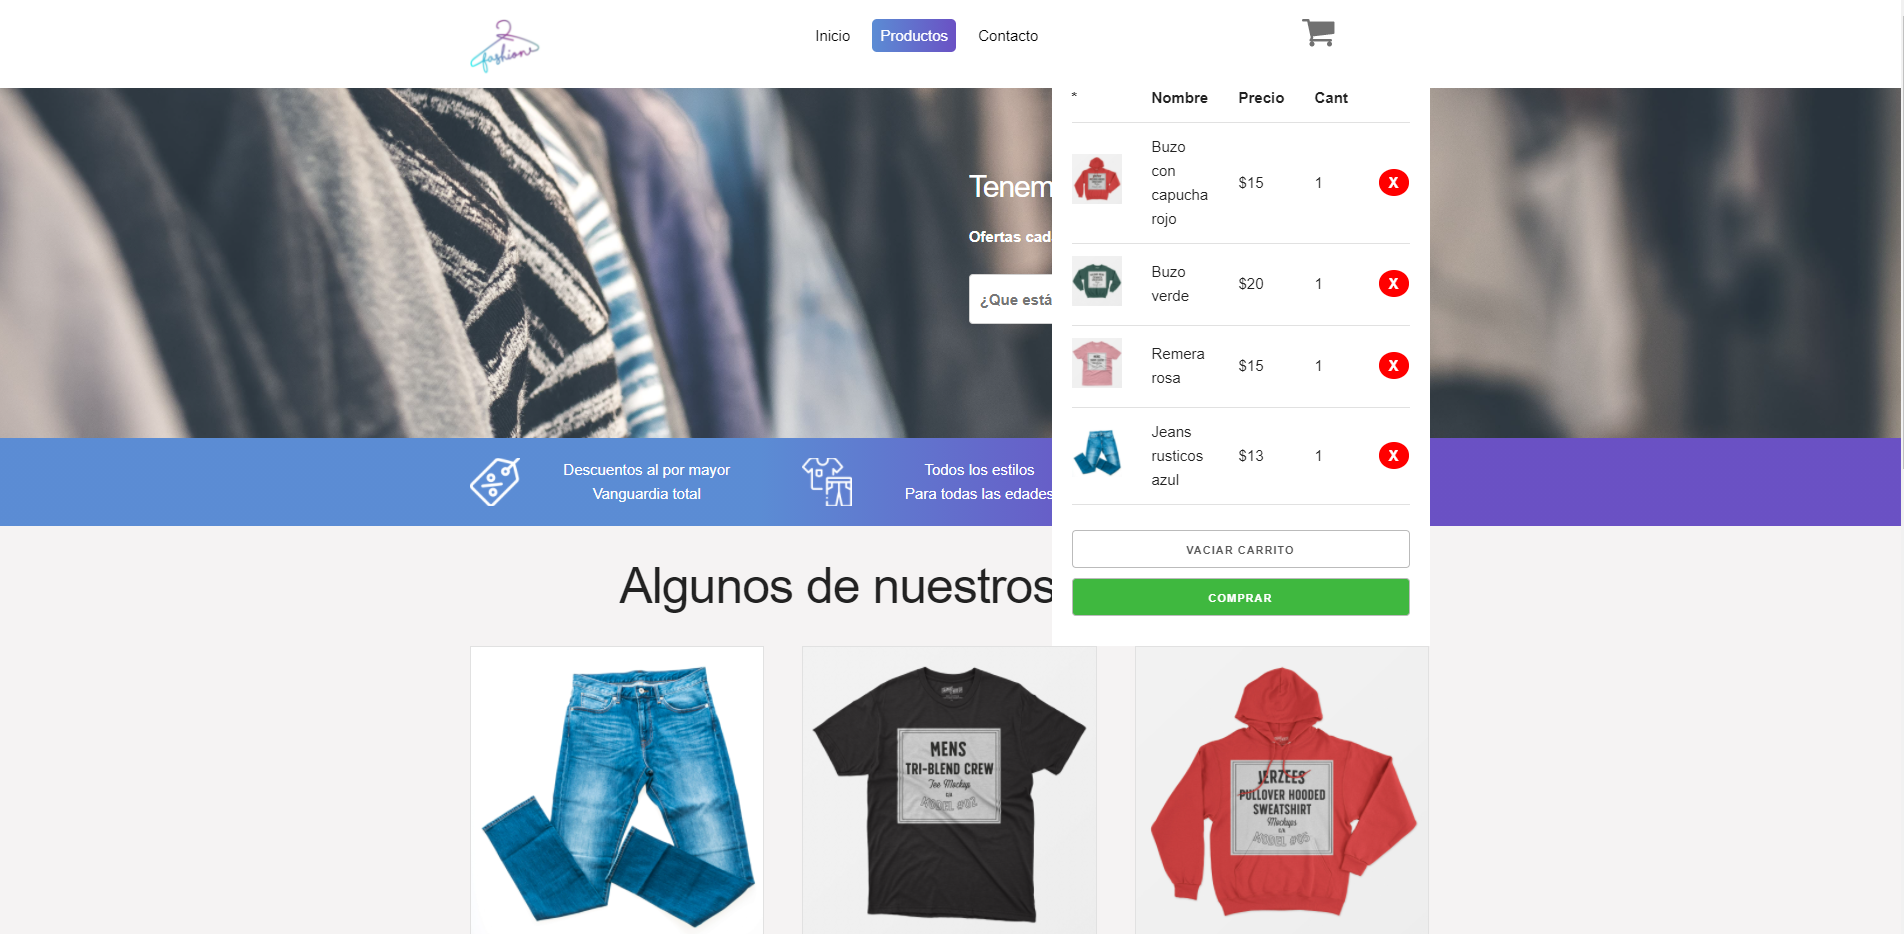 fashione
Inicio
Productos
Contacto
*
Nombre
Precio
Cant
Buzo
con
capucha
rojo
$15
1
X
Buzo
verde
$20
1
X
Remera
rosa
$15
1
X
Jeans
rusticos
azul
$13
1
X
VACIAR CARRITO
COMPRAR
Tenem
Ofertas cad
¿Que está
Descuentos al por mayor
Vanguardia total
Todos los estilos
Para todas las edades
Algunos de nuestros
MENS
TRI-BLEND CREW
Tee Mockup
MODEL #02
JERZEES
PULLOVER HOODED
SWEATSHIRT
Mockups
MODEL #05